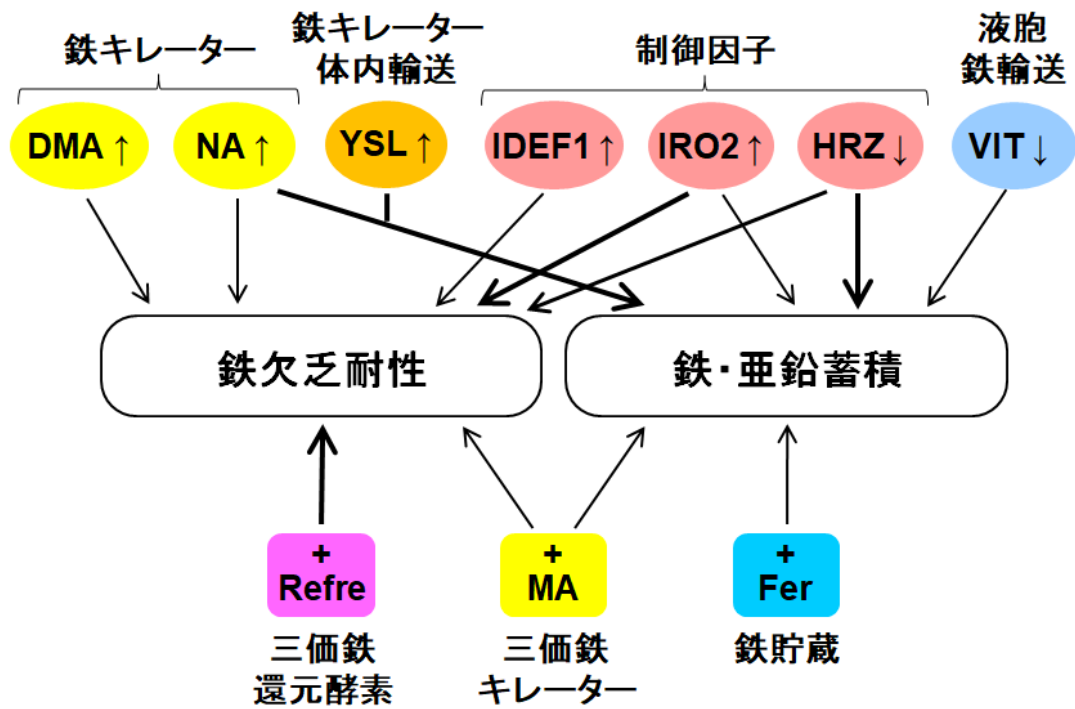 鉄キレーター
鉄キレーター
体内輸送
制御因子
液胞
鉄輸送
DMA↑
NA↑
YSL↑
IDEF1↑
IRO2↑
HRZ↓
VIT↓
鉄欠乏耐性
鉄・亜鉛蓄積
+
Refre
+
MA
+
Fer
三価鉄
還元酵素
三価鉄
キレーター
鉄貯蔵